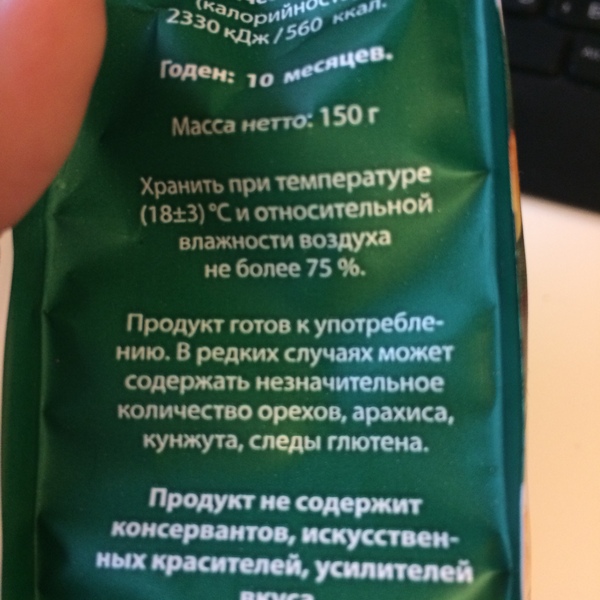 (калорийность
2330 кДж / 560 ккал.
Годен: 10 месяцев.
Масса нетто: 150 г
Хранить при температуре
(18±3) °С и относительной
влажности воздуха
не более 75 %.
Продукт готов к употребле-
нию. В редких случаях может
содержать незначительное
количество орехов, арахиса,
кунжута, следы глютена.
Продукт не содержит
консервантов, искусствен-
ных красителей, усилителей
вкуса